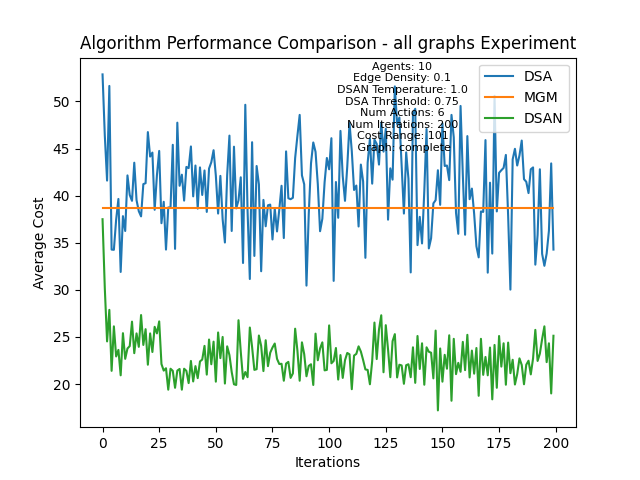 Algorithm Performance Comparison - all graphs Experiment
Agents: 10
Edge Density: 0.1
DSAN Temperature: 1.0
DSA Threshold: 0.75
Num Actions: 6
Num Iterations: 200
Cost Range: 101
Graph: complete
DSA
MGM
DSAN
Average Cost
50
45
40
35
30
25
20
0
25
50
75
100
125
150
175
200
Iterations